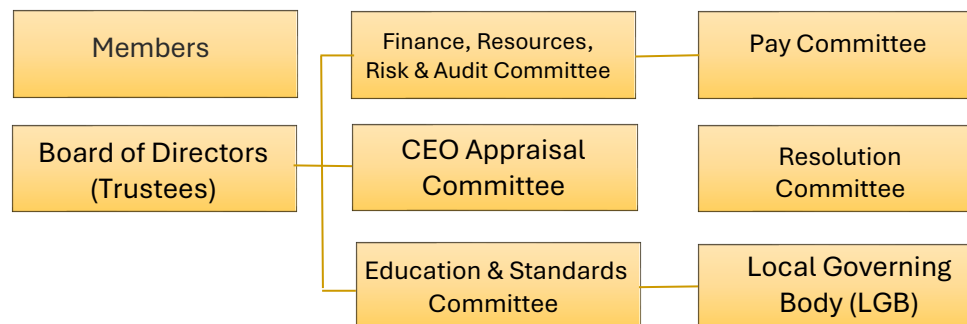 Members
Finance, Resources,
Risk & Audit Committee
Pay Committee
Board of Directors
(Trustees)
CEO Appraisal
Committee
Resolution
Committee
Education & Standards
Committee
Local Governing
Body (LGB)